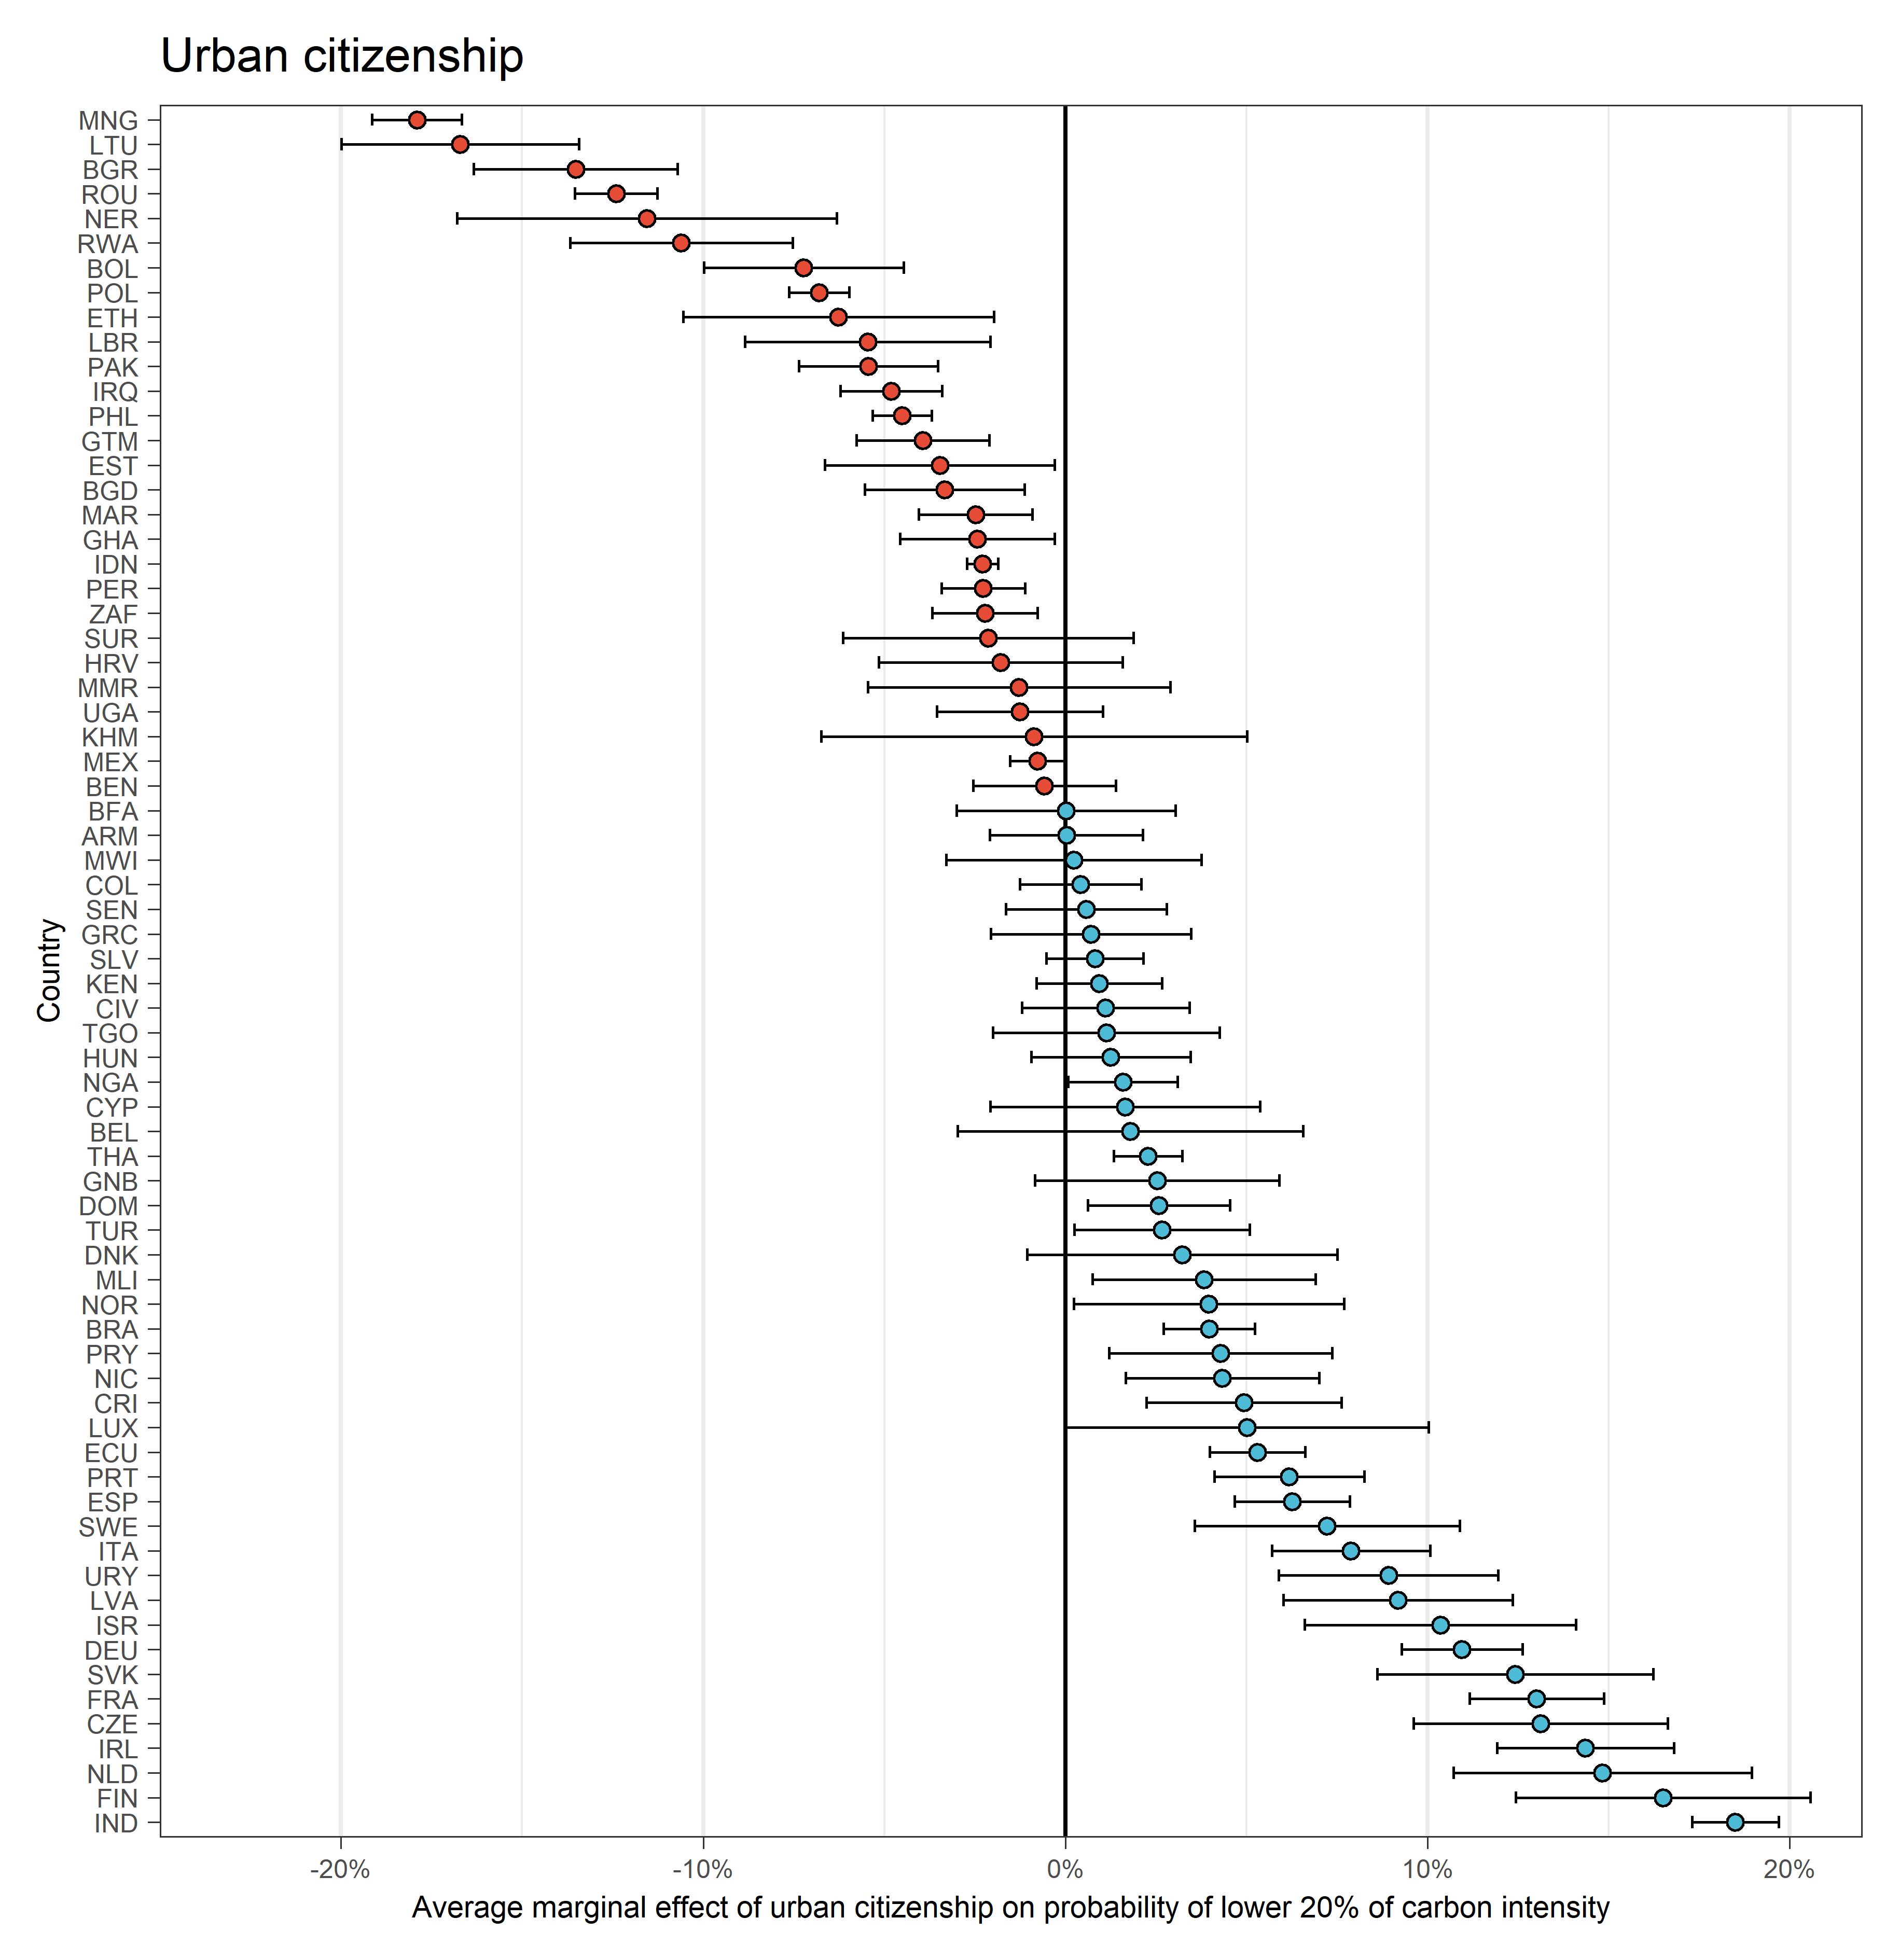 Urban citizenship
MNG
LTU
BGR
ROU
NER
RWA
BOL
POL
ETH
LBR
PAK
IRQ
PHL
GTM
EST
BGD
MAR
GHA
IDN
PER
ZAF
SUR
HRV
MMR
UGA
KHM
MEX
BEN
BFA
ARM
MWI
COL
SEN
GRC
SLV
KEN
CIV
TGO
HUN
NGA
CYP
BEL
THA
GNB
DOM
TUR
DNK
MLI
NOR
BRA
PRY
NIC
CRI
LUX
ECU
PRT
ESP
SWE
ITA
URY
LVA
ISR
DEU
SVK
FRA
CZE
IRL
NLD
FIN
IND
Country
-20% -10% 0% 10% 20%
Average marginal effect of urban citizenship on probability of lower 20% of carbon intensity